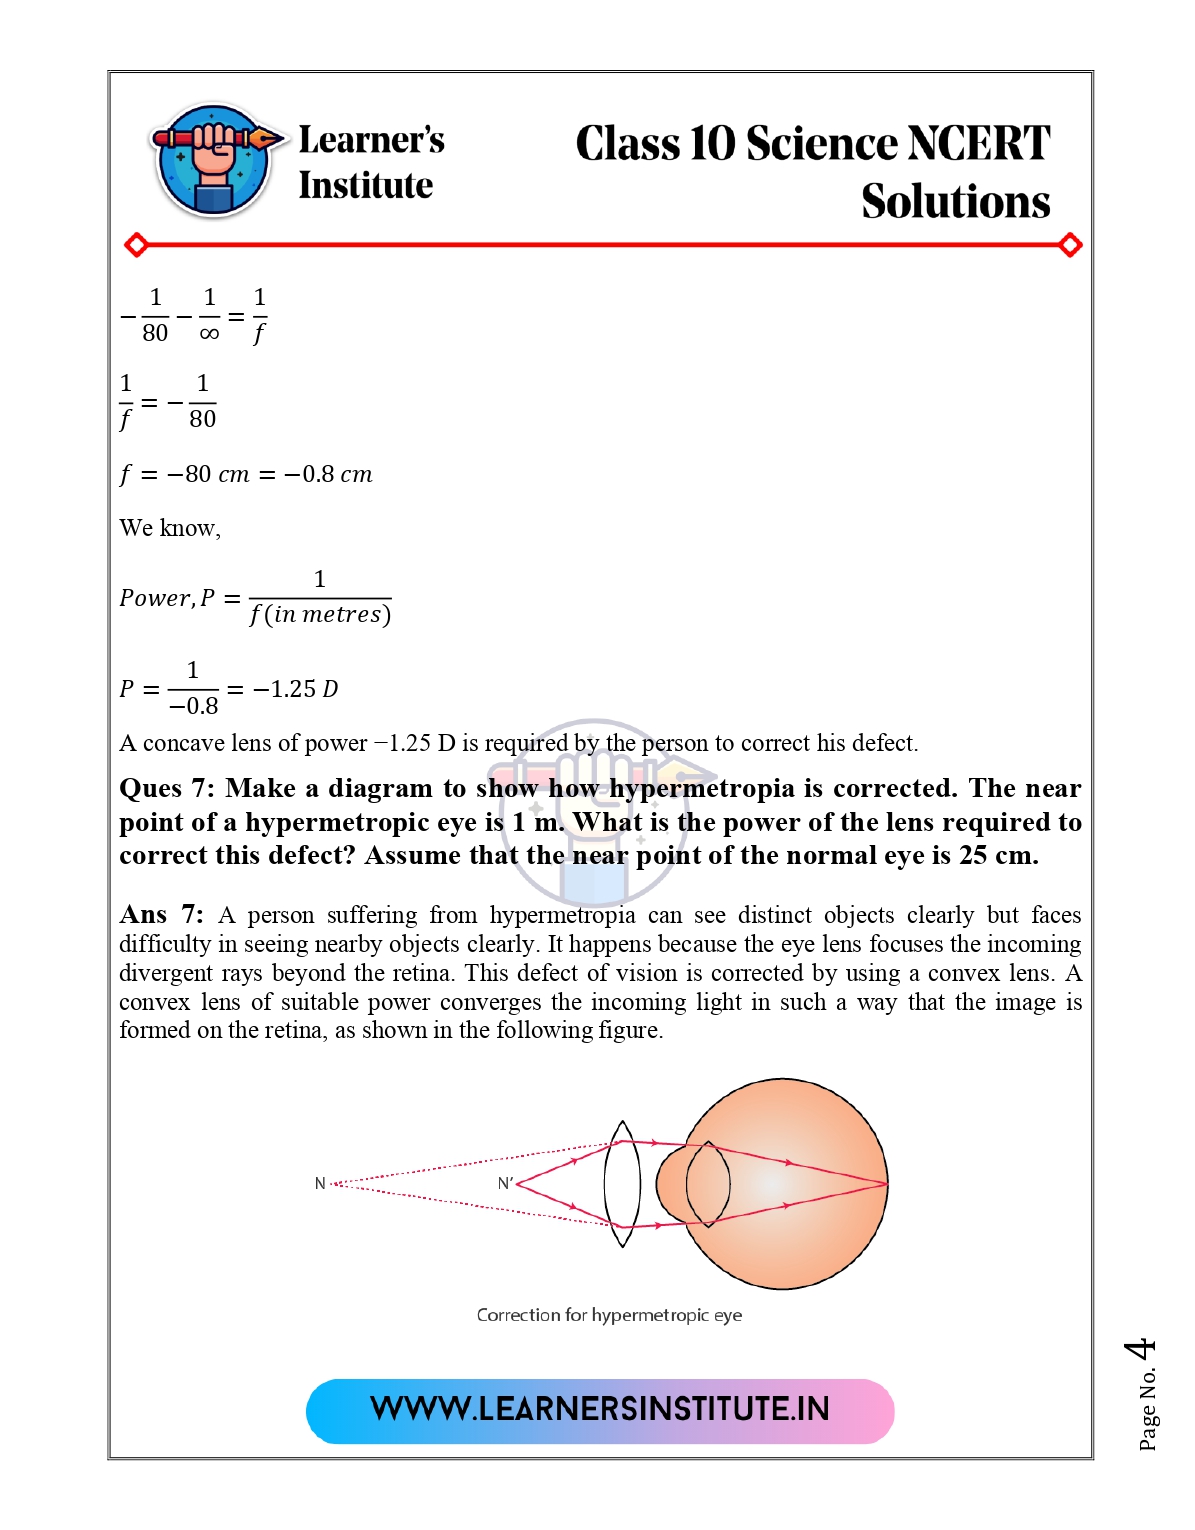 Learner's
Institute
Class 10 Science NCERT
Solutions
−1/80 − 1/∞ = 1/f
1/f = −1/80
f = −80 cm = −0.8 cm
We know,
Power, P = 1/f(in metres)
P = 1/−0.8 = −1.25 D
A concave lens of power −1.25 D is required by the person to correct his defect.
Ques 7: Make a diagram to show how hypermetropia is corrected. The near
point of a hypermetropic eye is 1 m. What is the power of the lens required to
correct this defect? Assume that the near point of the normal eye is 25 cm.
Ans 7: A person suffering from hypermetropia can see distinct objects clearly but faces
difficulty in seeing nearby objects clearly. It happens because the eye lens focuses the incoming
divergent rays beyond the retina. This defect of vision is corrected by using a convex lens. A
convex lens of suitable power converges the incoming light in such a way that the image is
formed on the retina, as shown in the following figure.
N N′
Correction for hypermetropic eye
WWW.LEARNERSINSTITUTE.IN
Page No. 4